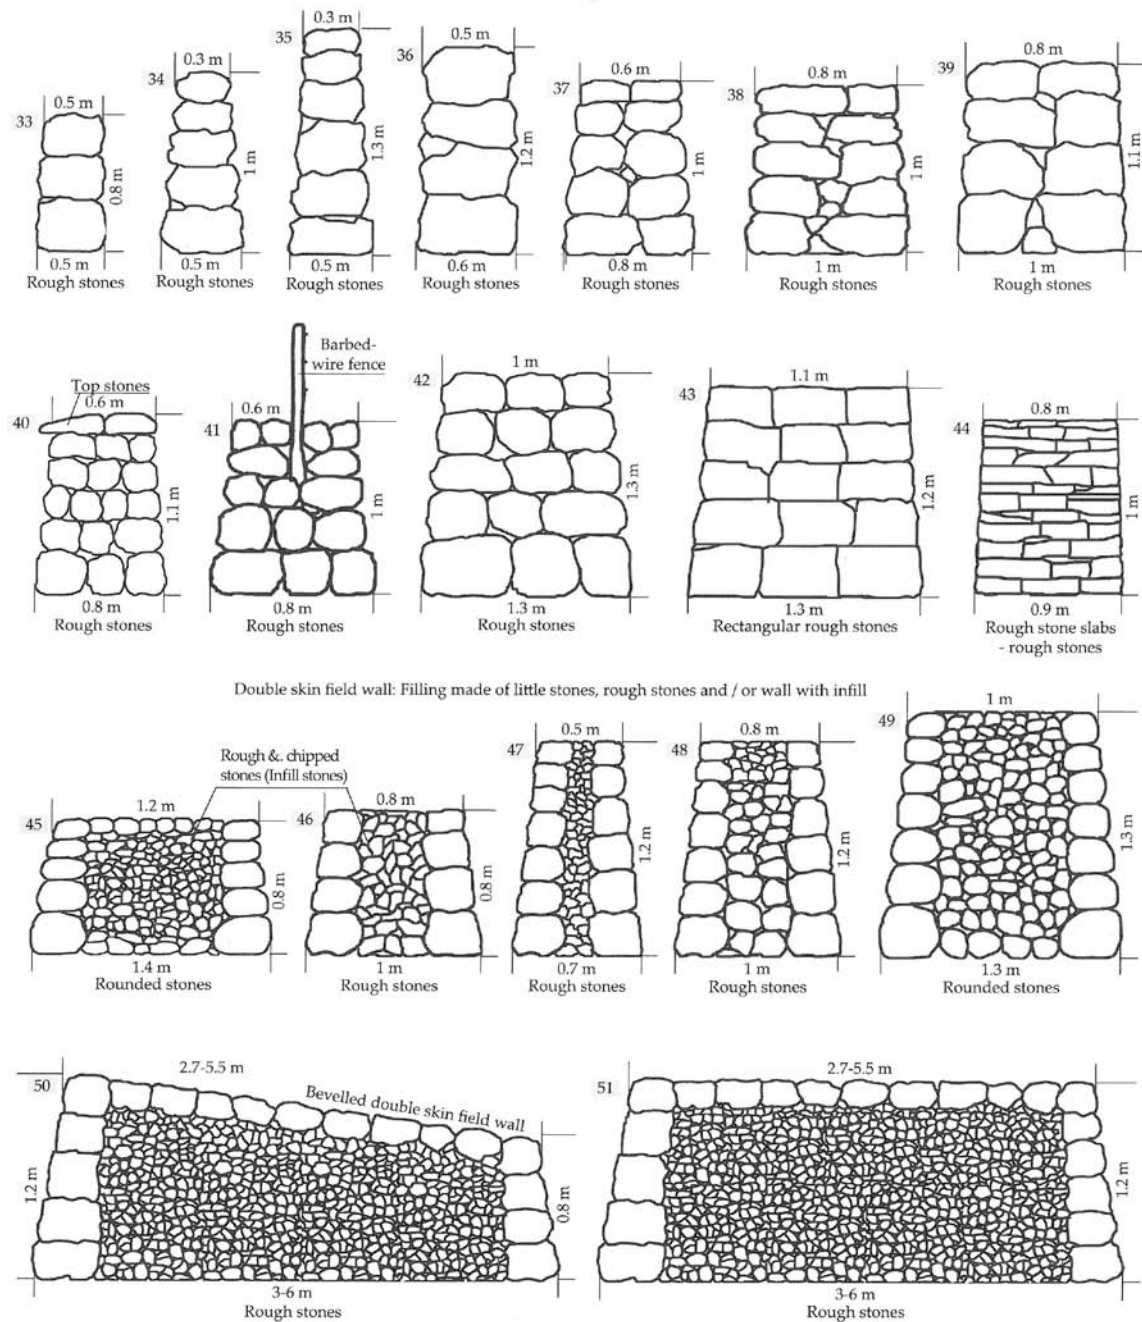 33
0.5 m
0.8 m
0.5 m
Rough stones
34
0.3 m
1 m
0.5 m
Rough stones
35
0.3 m
1.3 m
0.5 m
Rough stones
36
0.5 m
1.2 m
0.6 m
Rough stones
37
0.6 m
1 m
0.8 m
Rough stones
38
0.8 m
1 m
1 m
Rough stones
39
0.8 m
1.1 m
1 m
Rough stones
40
Top stones
0.6 m
1.1 m
0.8 m
Rough stones
41
0.6 m
Barbed-
wire fence
1 m
0.8 m
Rough stones
42
1 m
1.3 m
1.3 m
Rough stones
43
1.1 m
1.2 m
1.3 m
Rectangular rough stones
44
0.8 m
1 m
0.9 m
Rough stone slabs
- rough stones
Double skin field wall: Filling made of little stones, rough stones and / or wall with infill
45
1.2 m
Rough &. chipped
stones (Infill stones)
0.8 m
1.4 m
Rounded stones
46
0.8 m
0.8 m
1 m
Rough stones
47
0.5 m
1.2 m
0.7 m
Rough stones
48
0.8 m
1.2 m
1 m
Rough stones
49
1 m
1.3 m
1.3 m
Rounded stones
50
2.7-5.5 m
Bevelled double skin field wall
1.2 m
0.8 m
3-6 m
Rough stones
51
2.7-5.5 m
1.2 m
3-6 m
Rough stones